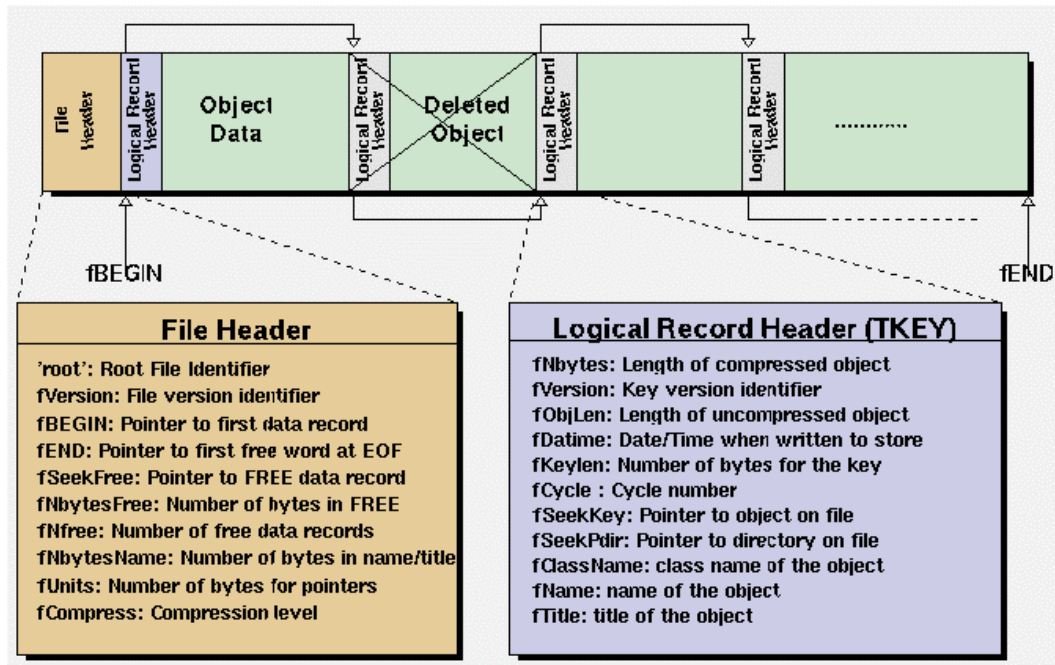 File
Header
Logical Record
Header
Object
Data
Logical Record
Header
Deleted
Object
Logical Record
Header
Logical Record
Header
...........
fBEGIN
fEND
File Header
'root': Root File Identifier
fVersion: File version identifier
fBEGIN: Pointer to first data record
fEND: Pointer to first free word at EOF
fSeekFree: Pointer to FREE data record
fNbytesFree: Number of bytes in FREE
fNfree: Number of free data records
fNbytesName: Number of bytes in name/title
fUnits: Number of bytes for pointers
fCompress: Compression level
Logical Record Header (TKEY)
fNbytes: Length of compressed object
fVersion: Key version identifier
fObjLen: Length of uncompressed object
fDatime: Date/Time when written to store
fKeylen: Number of bytes for the key
fCycle : Cycle number
fSeekKey: Pointer to object on file
fSeekPdir: Pointer to directory on file
fClassName: class name of the object
fName: name of the object
fTitle: title of the object